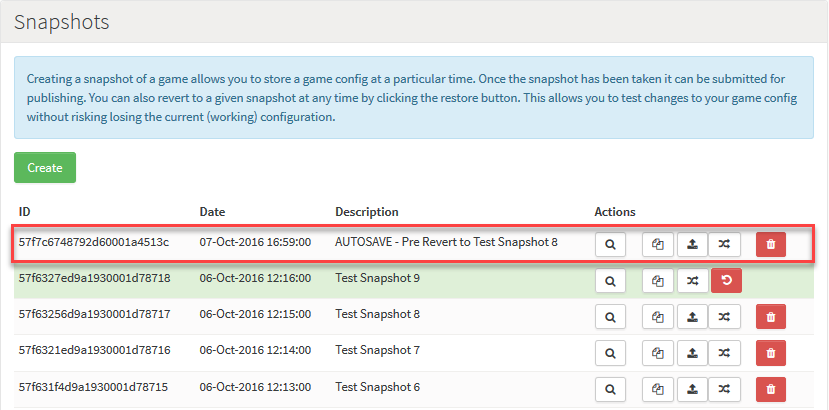 Snapshots
Creating a snapshot of a game allows you to store a game config at a particular time. Once the snapshot has been taken it can be submitted for
publishing. You can also revert to a given snapshot at any time by clicking the restore button. This allows you to test changes to your game config
without risking losing the current (working) configuration.
Create
ID Date Description Actions
57f7c6748792d60001a4513c 07-Oct-2016 16:59:00 AUTOSAVE - Pre Revert to Test Snapshot 8
57f6327ed9a1930001d78718 06-Oct-2016 12:16:00 Test Snapshot 9
57f63256d9a1930001d78717 06-Oct-2016 12:15:00 Test Snapshot 8
57f6321ed9a1930001d78716 06-Oct-2016 12:14:00 Test Snapshot 7
57f631f4d9a1930001d78715 06-Oct-2016 12:13:00 Test Snapshot 6